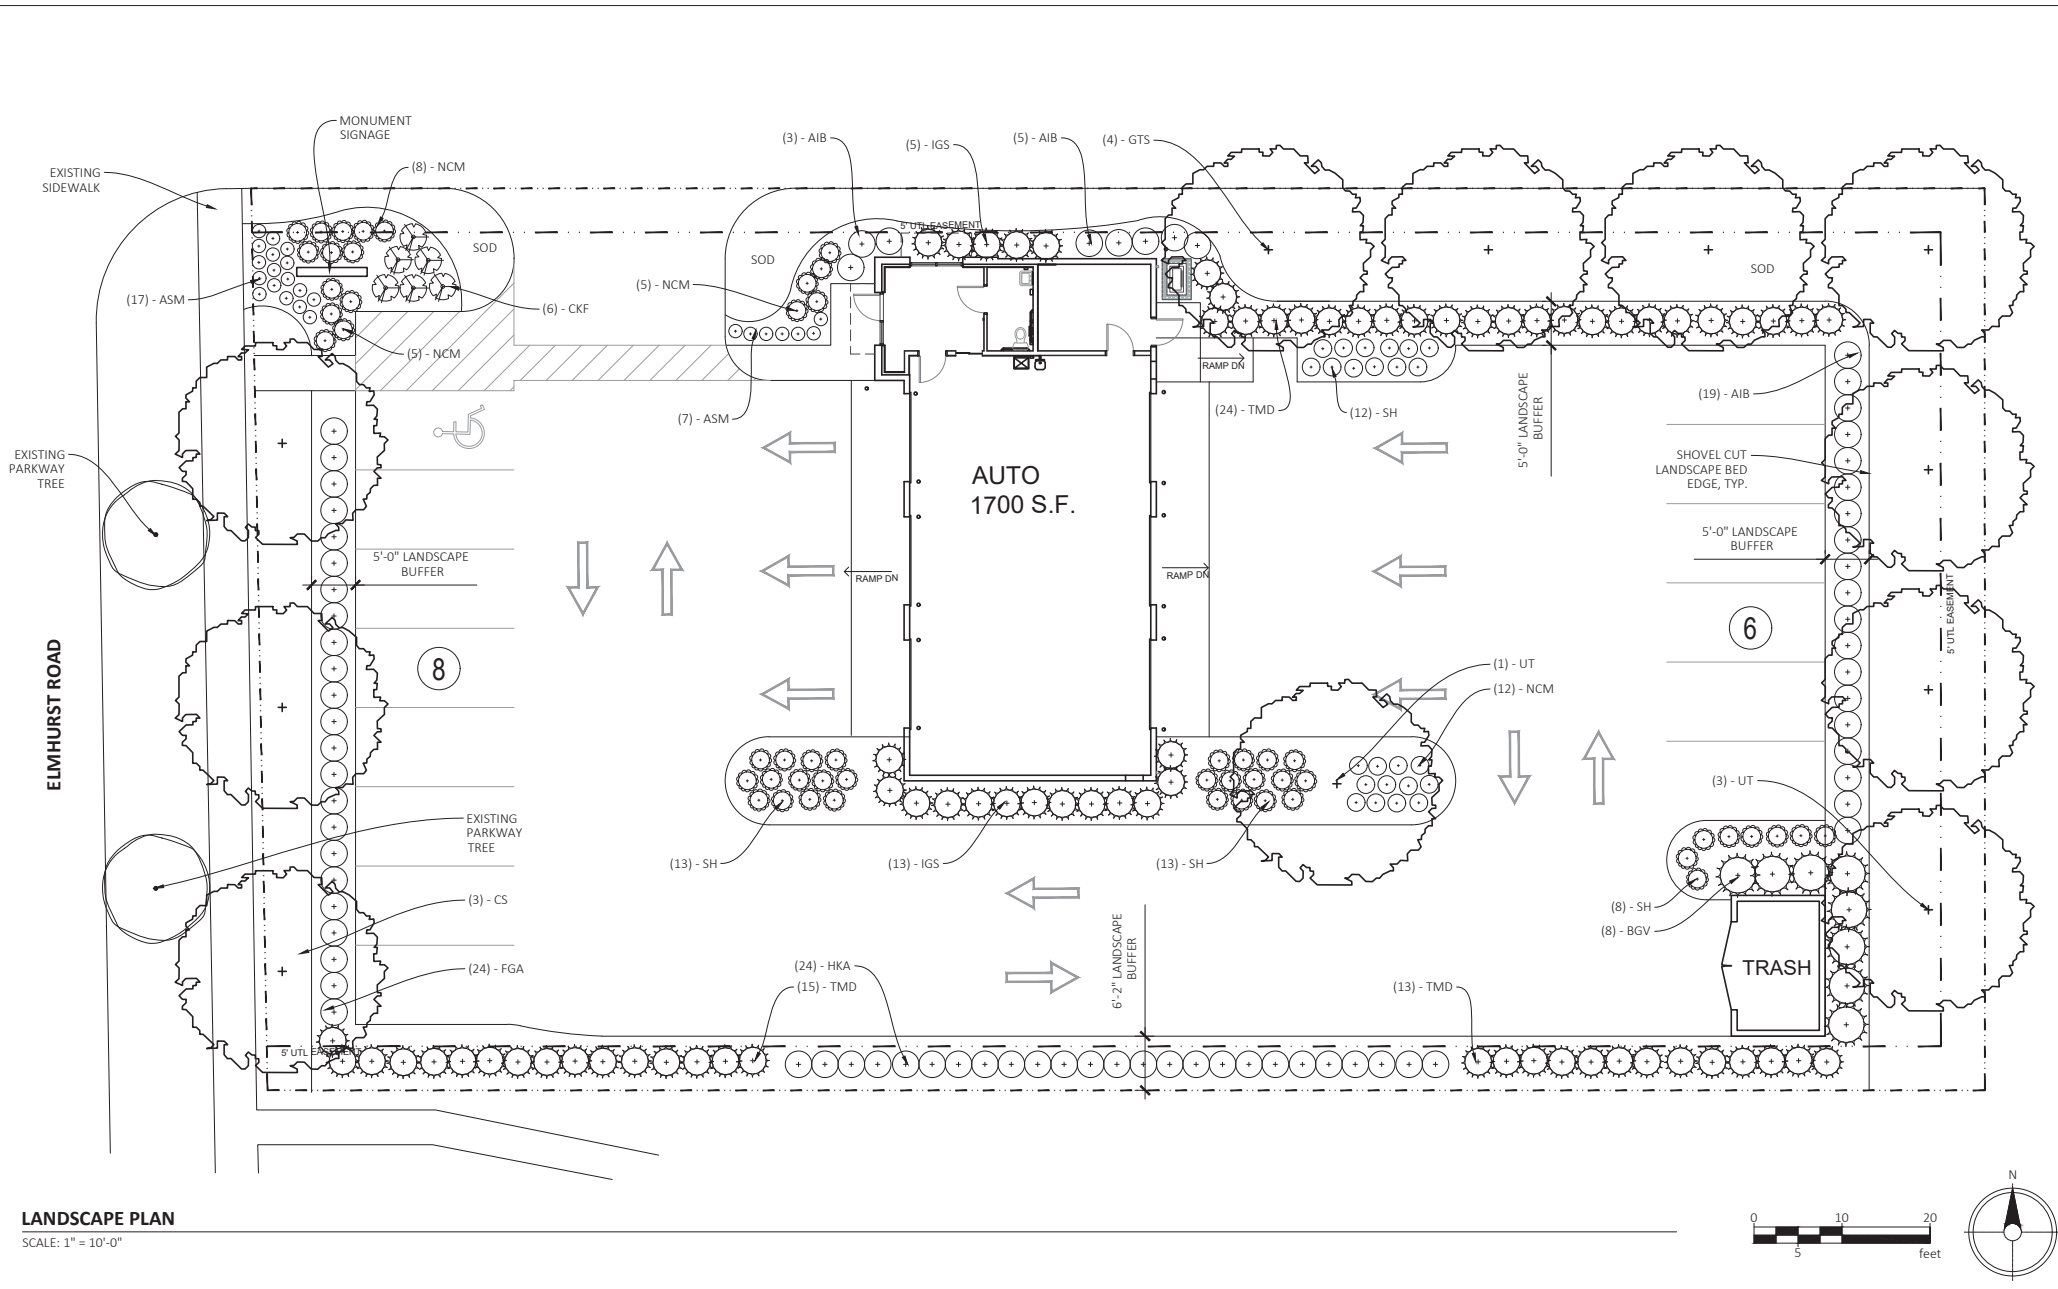 MONUMENT
SIGNAGE
(8) - NCM
EXISTING
SIDEWALK
(3) - AIB
(5) - IGS
(5) - AIB
(4) - GTS
5' UTL EASEMENT
SOD
SOD
SOD
(17) - ASM
(6) - CKF
(5) - NCM
(5) - NCM
(7) - ASM
RAMP DN
(24) - TMD
(12) - SH
5'-0" LANDSCAPE
BUFFER
(19) - AIB
EXISTING
PARKWAY
TREE
SHOVEL CUT
LANDSCAPE BED
EDGE, TYP.
AUTO
1700 S.F.
5'-0" LANDSCAPE
BUFFER
5'-0" LANDSCAPE
BUFFER
RAMP DN
RAMP DN
5' UTL EASEMENT
ELMHURST ROAD
8
6
(1) - UT
(12) - NCM
(3) - UT
EXISTING
PARKWAY
TREE
(13) - SH
(13) - IGS
(13) - SH
(3) - CS
(8) - SH
(8) - BGV
(24) - FGA
(24) - HKA
(15) - TMD
6'-2" LANDSCAPE
BUFFER
(13) - TMD
TRASH
5' UTL EASEMENT
LANDSCAPE PLAN
SCALE: 1" = 10'-0"
0 10 20
5 feet
N